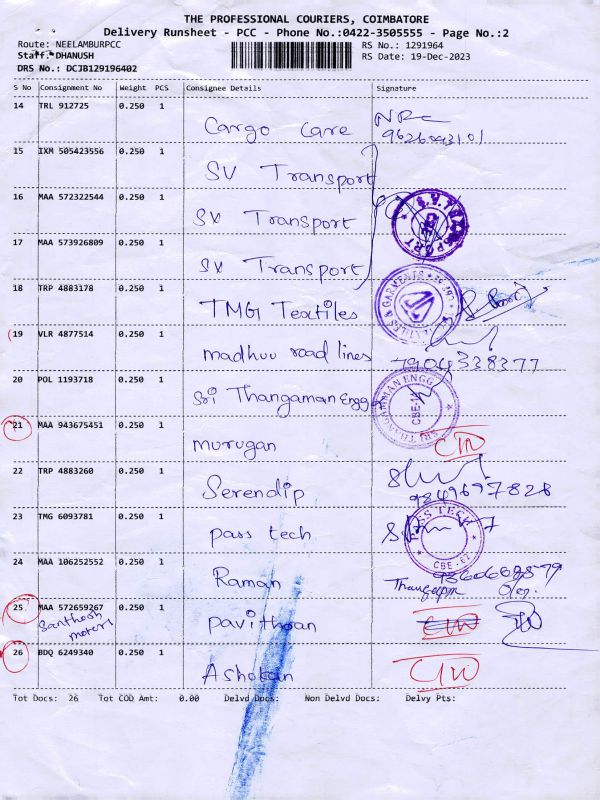 THE PROFESSIONAL COURIERS, COIMBATORE
Delivery Runsheet - PCC - Phone No.:0422-3505555 - Page No.:2
Route: NEELAMBURPCC RS No.: 1291964
Staff: DHANUSH RS Date: 19-Dec-2023
DRS No.: DCJB129196402
S No Consignment No Weight PCS Consignee Details Signature
14 TRL 912725 0.250 1 Cargo Care
15 IXM 505423556 0.250 1 SV Transport
16 MAA 572322544 0.250 1 SV Transport
17 MAA 573926809 0.250 1 SV Transport
18 TRP 4883178 0.250 1 TMG Textiles
19 VLR 4877514 0.250 1 madhuu road lines 7904338377
20 POL 1193718 0.250 1 Sri Thangaman Engg
21 MAA 943675451 0.250 1 murugan
22 TRP 4883260 0.250 1 Serendip 9849697828
23 TMG 6093781 0.250 1 pass tech
24 MAA 106252552 0.250 1 Raman
25 MAA 572659267 0.250 1 pavithran
Santhosh motors
26 BDQ 6249340 0.250 1 Ashokan
Tot Docs: 26 Tot COD Amt: 0.00 Delvd Docs: Non Delvd Docs: Delvy Pts: